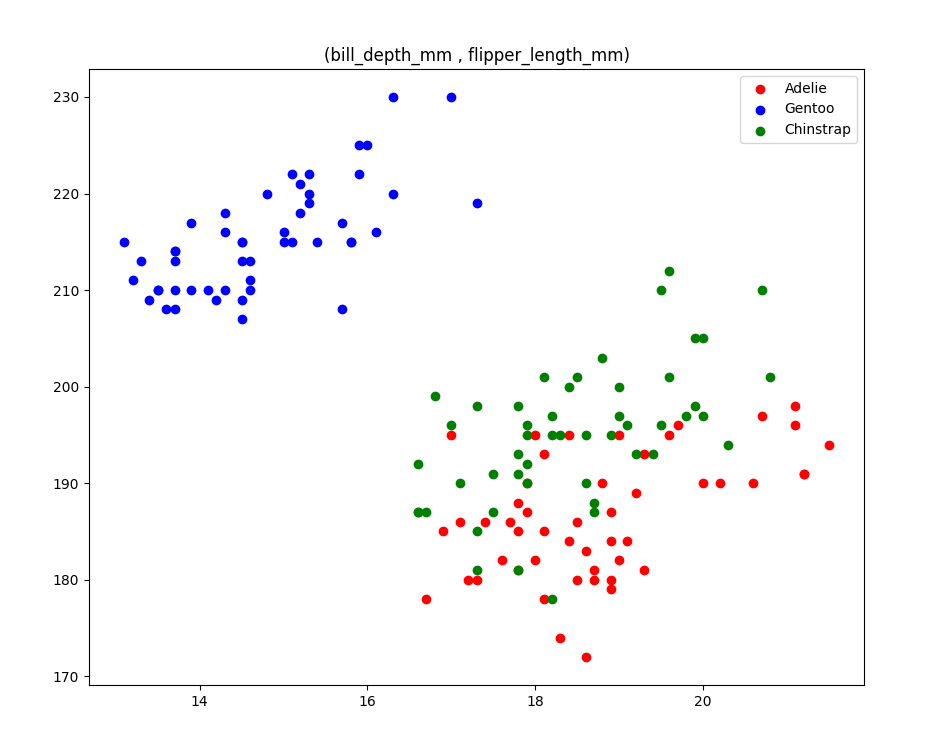 (bill_depth_mm , flipper_length_mm)
Adelie
Gentoo
Chinstrap
230
220
210
200
190
180
170
14 16 18 20